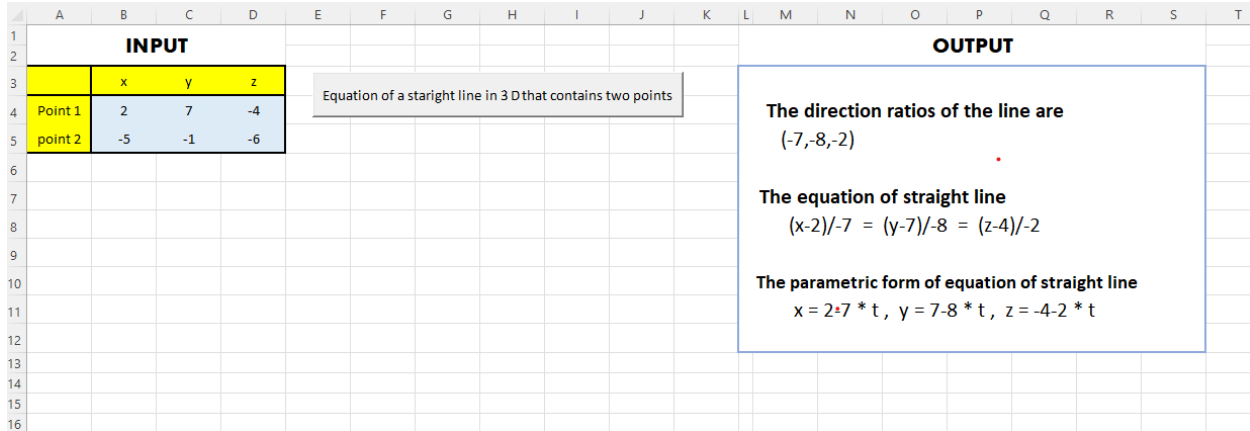 A B C D E F G H I J K L M N O P Q R S T
1
INPUT OUTPUT
2
3 x y z
Equation of a staright line in 3 D that contains two points
4 Point 1 2 7 -4
The direction ratios of the line are
5 point 2 -5 -1 -6
(-7,-8,-2)
6
7
The equation of straight line
8
(x-2)/-7 = (y-7)/-8 = (z-4)/-2
9
10
The parametric form of equation of straight line
11
x = 2-7 * t , y = 7-8 * t , z = -4-2 * t
12
13
14
15
16